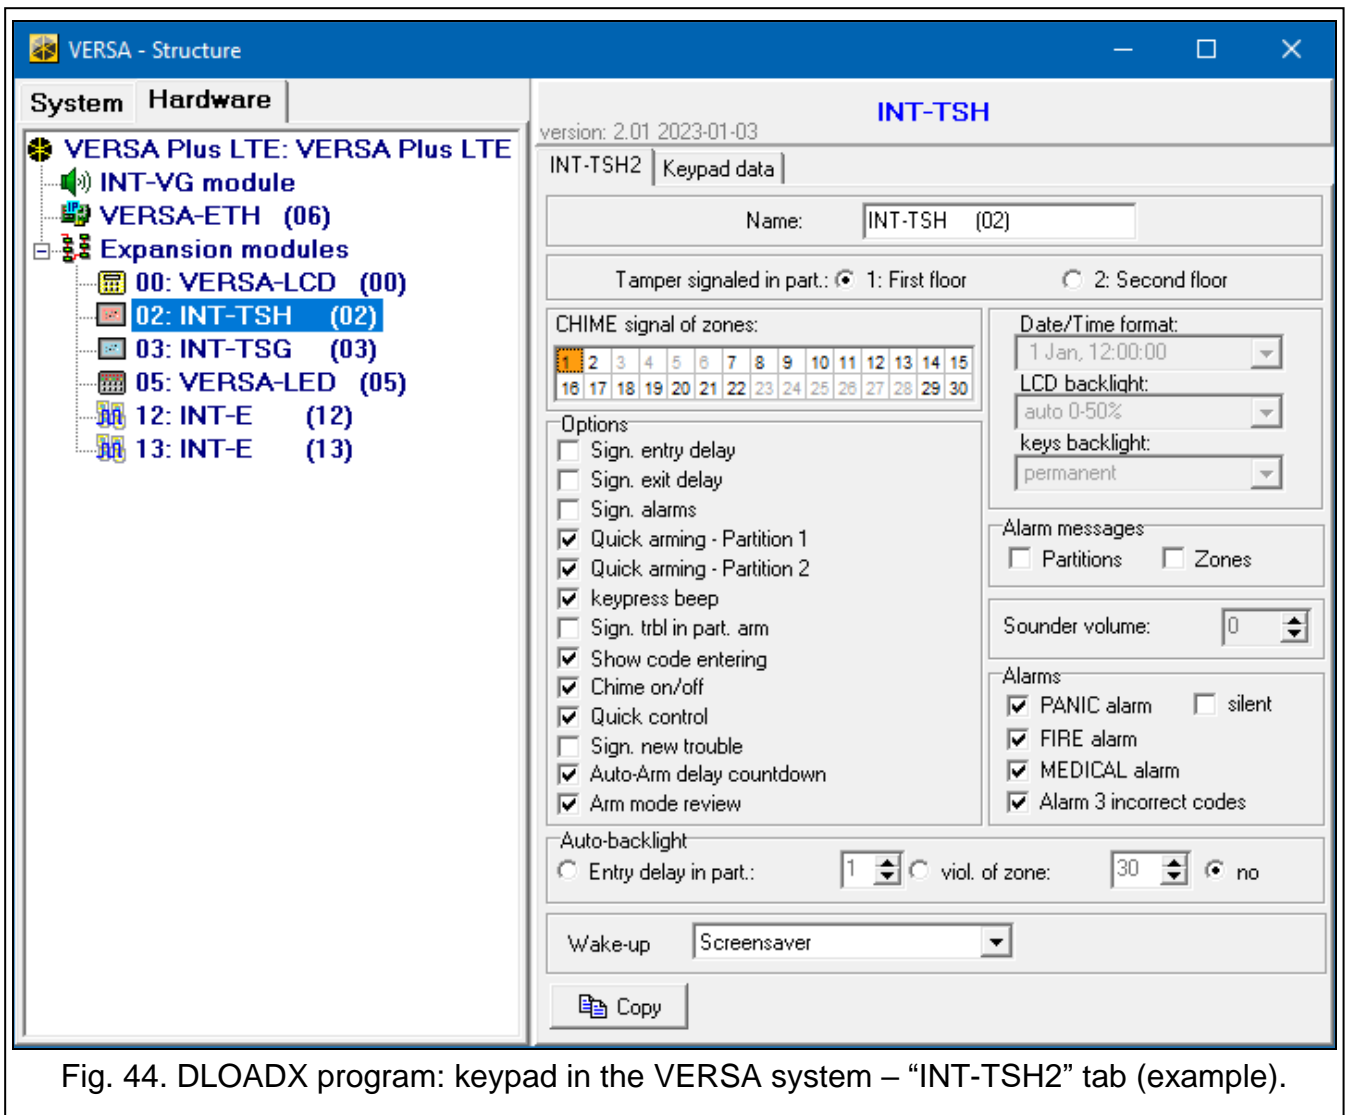 VERSA - Structure
System Hardware
VERSA Plus LTE: VERSA Plus LTE
INT-VG module
VERSA-ETH (06)
Expansion modules
00: VERSA-LCD (00)
02: INT-TSH (02)
03: INT-TSG (03)
05: VERSA-LED (05)
12: INT-E (12)
13: INT-E (13)
INT-TSH
version: 2.01 2023-01-03
INT-TSH2 Keypad data
Name: INT-TSH (02)
Tamper signaled in part.: 1: First floor 2: Second floor
CHIME signal of zones:
1 2 3 4 5 6 7 8 9 10 11 12 13 14 15
16 17 18 19 20 21 22 23 24 25 26 27 28 29 30
Options
Sign. entry delay
Sign. exit delay
Sign. alarms
Quick arming - Partition 1
Quick arming - Partition 2
keypress beep
Sign. trbl in part. arm
Show code entering
Chime on/off
Quick control
Sign. new trouble
Auto-Arm delay countdown
Arm mode review
Date/Time format:
1 Jan, 12:00:00
LCD backlight:
auto 0-50%
keys backlight:
permanent
Alarm messages
Partitions Zones
Sounder volume: 0
Alarms
PANIC alarm silent
FIRE alarm
MEDICAL alarm
Alarm 3 incorrect codes
Auto-backlight
Entry delay in part.: 1 viol. of zone: 30 no
Wake-up Screensaver
Copy
Fig. 44. DLOADX program: keypad in the VERSA system – “INT-TSH2” tab (example).